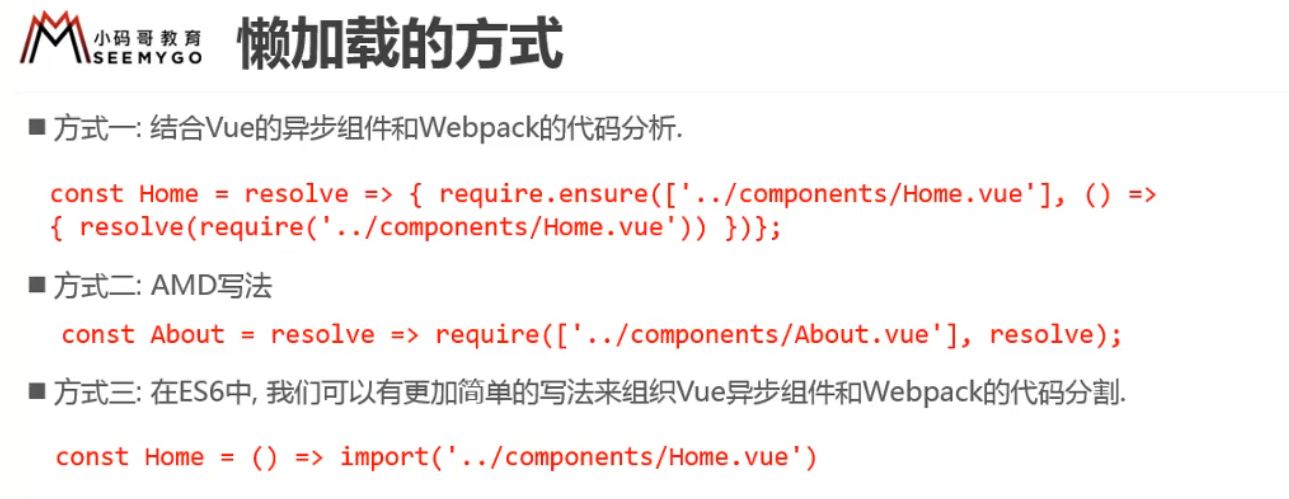 小码哥教育
SEEMYGO
懒加载的方式
■ 方式一: 结合Vue的异步组件和Webpack的代码分析.
const Home = resolve => { require.ensure(['../components/Home.vue'], () =>
{ resolve(require('../components/Home.vue')) })};
■ 方式二: AMD写法
const About = resolve => require(['../components/About.vue'], resolve);
■ 方式三: 在ES6中, 我们可以有更加简单的写法来组织Vue异步组件和Webpack的代码分割.
const Home = () => import('../components/Home.vue')